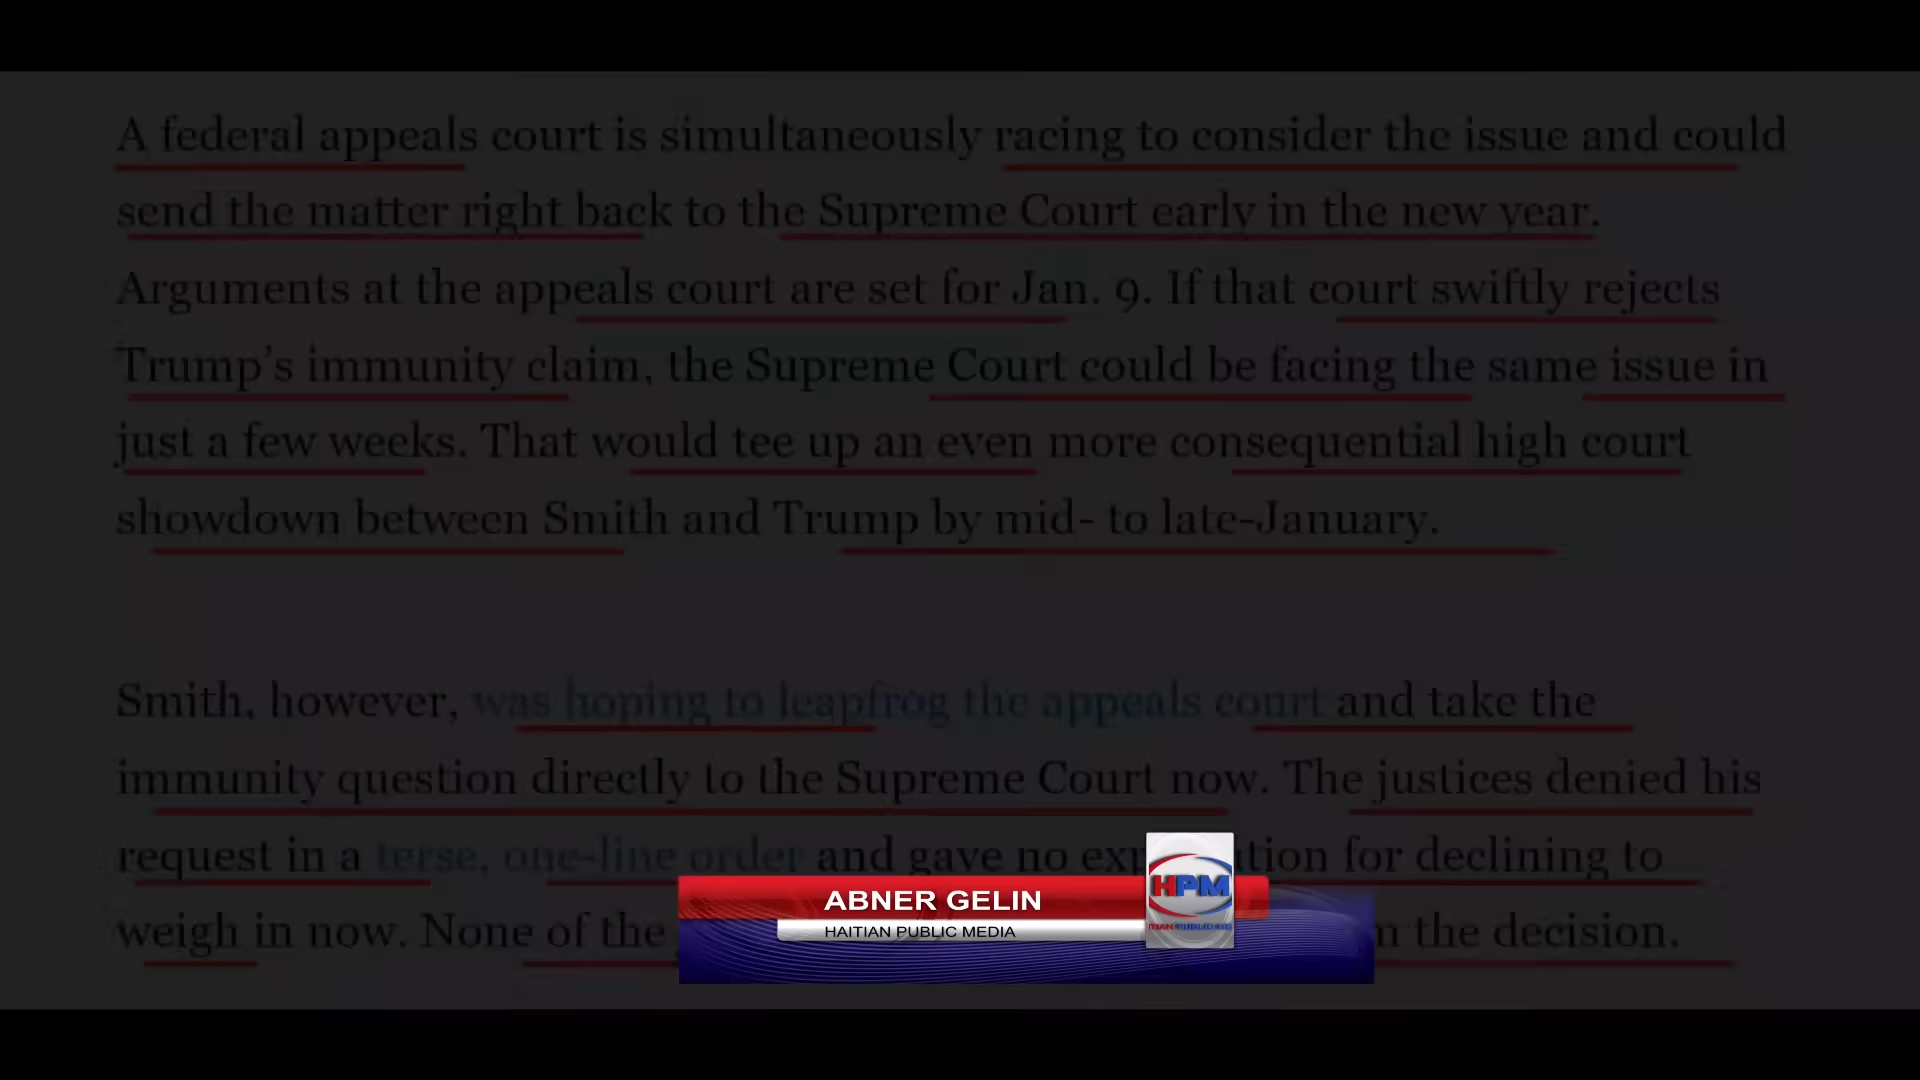 A federal appeals court is simultaneously racing to consider the issue and could
send the matter right back to the Supreme Court early in the new year.
Arguments at the appeals court are set for Jan. 9. If that court swiftly rejects
Trump's immunity claim, the Supreme Court could be facing the same issue in
just a few weeks. That would tee up an even more consequential high court
showdown between Smith and Trump by mid- to late-January.
Smith, however, was hoping to leapfrog the appeals court and take the
immunity question directly to the Supreme Court now. The justices denied his
request in a terse, one-line order and gave no for declining to
weigh in now. None of the the decision.
ABNER GELIN
HAITIAN PUBLIC MEDIA
HPM